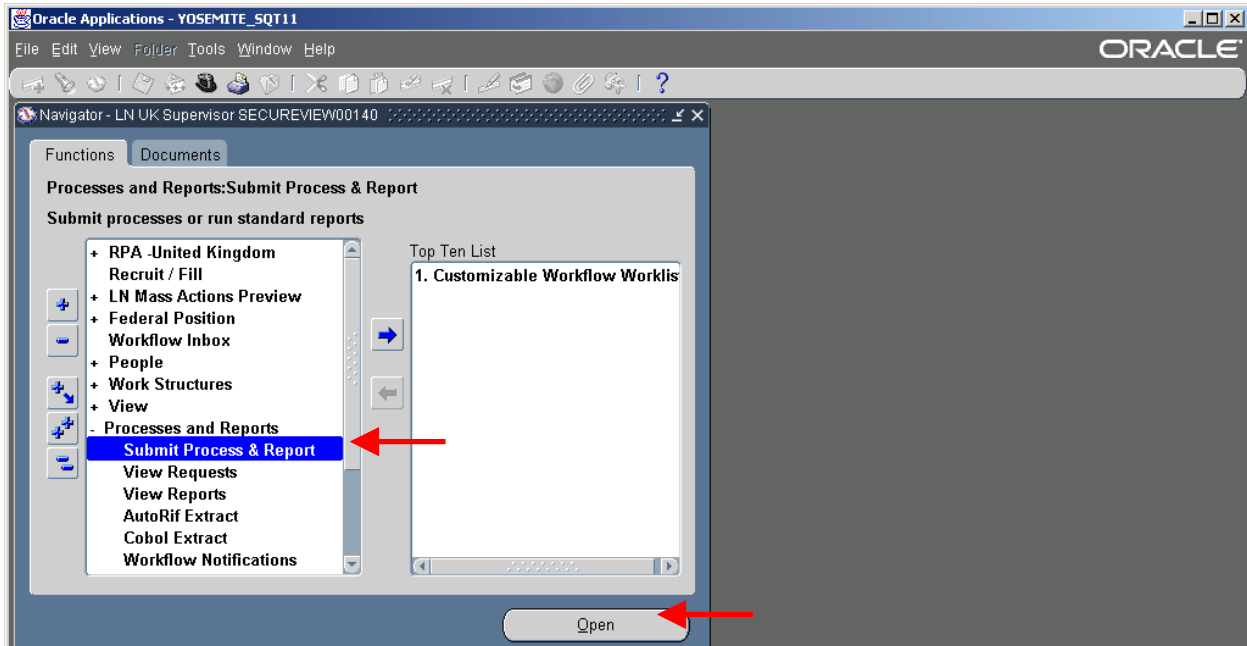 Oracle Applications - YOSEMITE_SQT11
File Edit View Folder Tools Window Help
ORACLE
Navigator - LN UK Supervisor SECUREVIEW00140
Functions Documents
Processes and Reports:Submit Process & Report
Submit processes or run standard reports
Top Ten List
+ RPA -United Kingdom
Recruit / Fill
+ LN Mass Actions Preview
+ Federal Position
Workflow Inbox
+ People
+ Work Structures
+ View
- Processes and Reports
Submit Process & Report
View Requests
View Reports
AutoRif Extract
Cobol Extract
Workflow Notifications
1. Customizable Workflow Worklis
Open